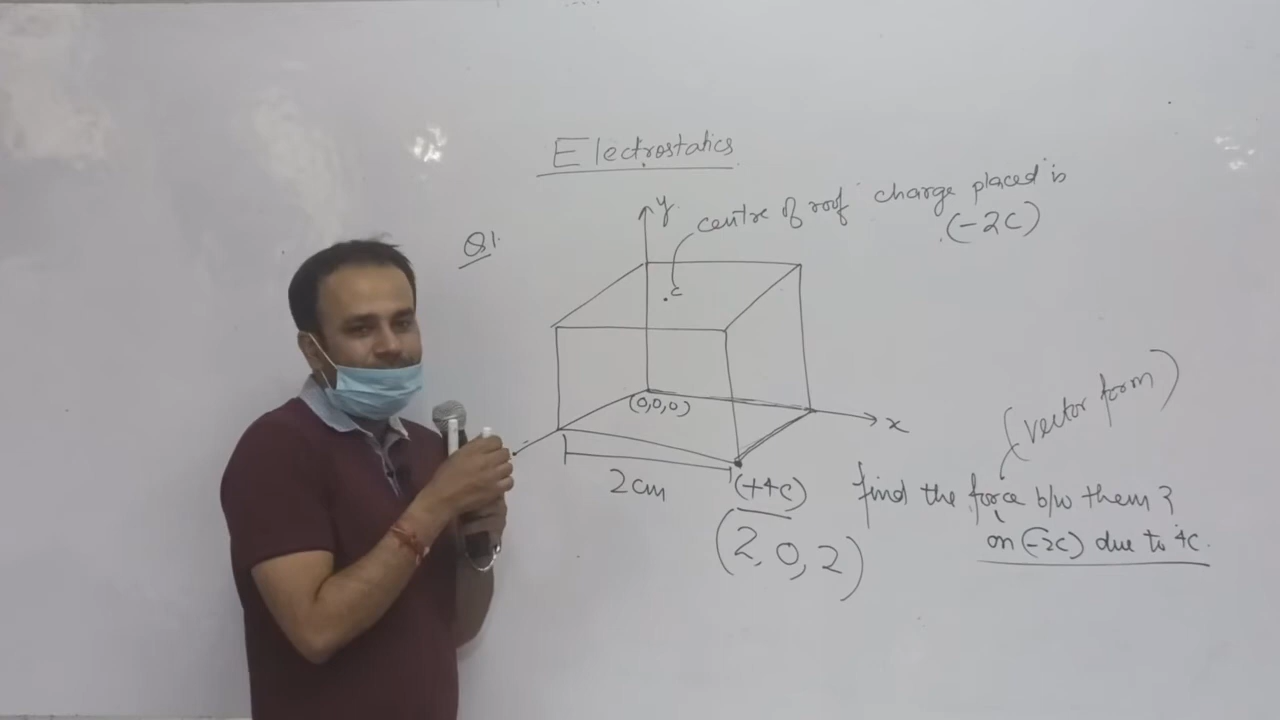 Electrostatics
Q1.
y
centre of roof charge placed is
(-2C)
.c
(0,0,0)
x
2cm
(+4C)
(2,0,2)
(vector form)
find the force b/w them?
on (-2C) due to 4C.